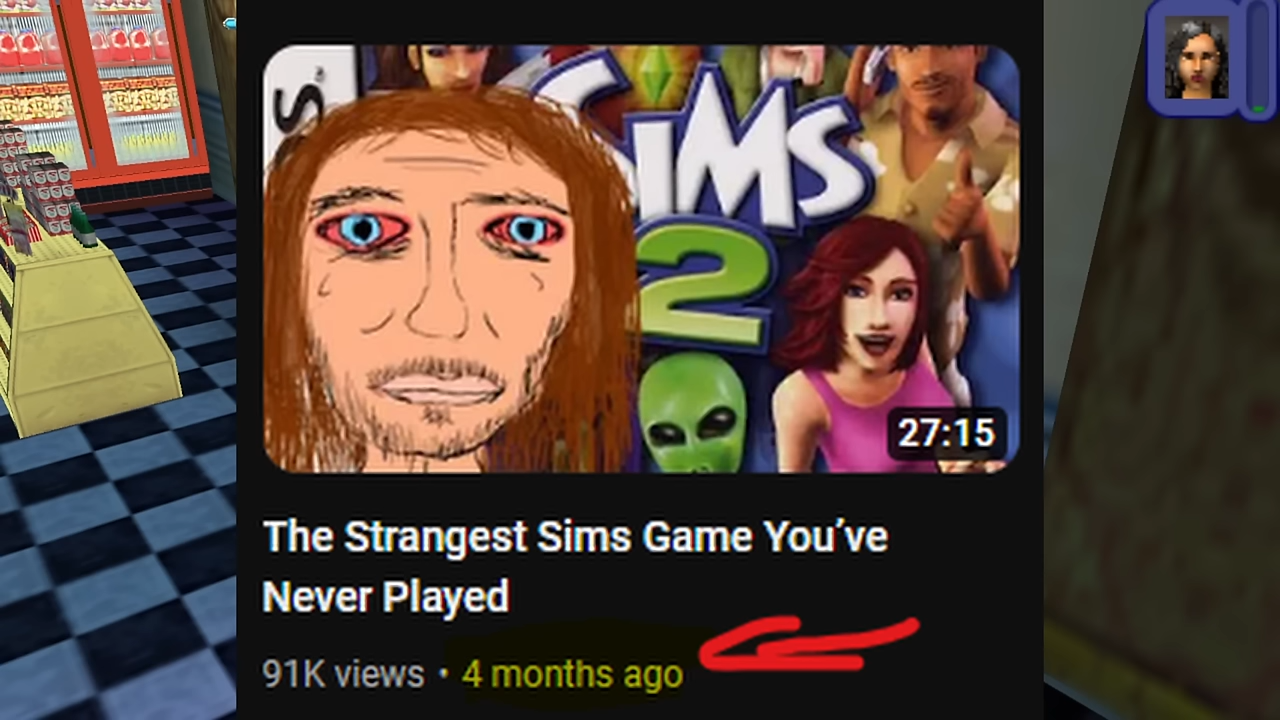 S.
SIMS
2
27:15
The Strangest Sims Game You've
Never Played
91K views • 4 months ago